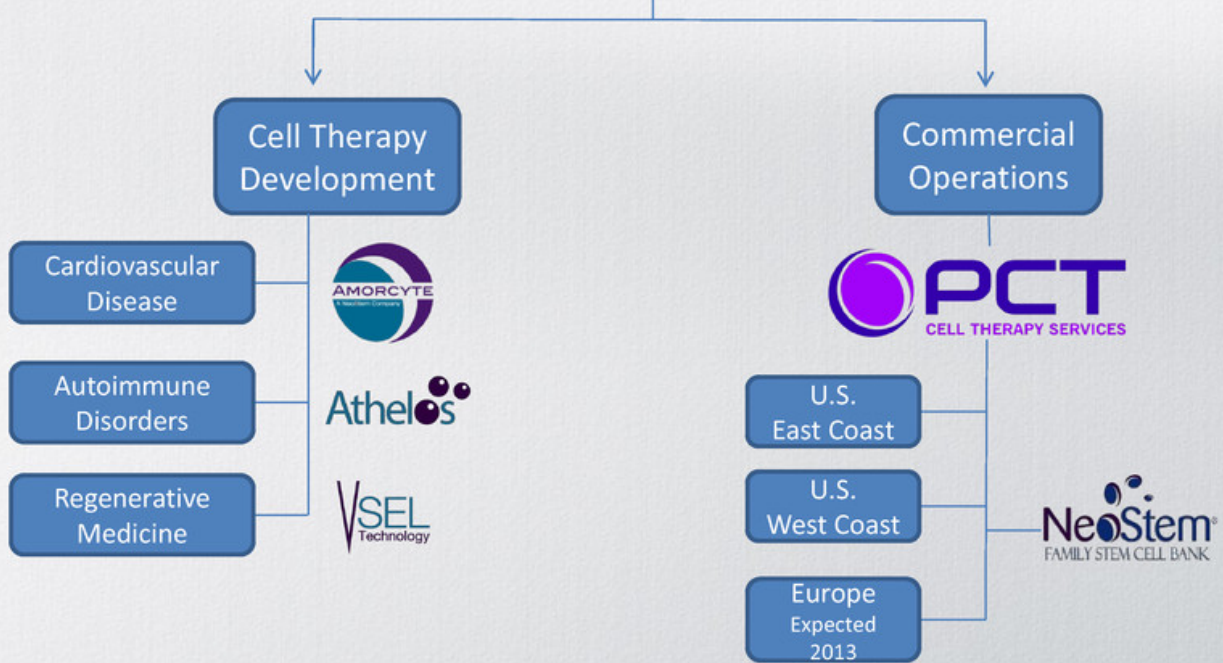 Cell Therapy
Development
Cardiovascular
Disease
AMORCYTE
A NeoStem Company
Autoimmune
Disorders
Athelos
Regenerative
Medicine
VSEL
Technology
Commercial
Operations
PCT
CELL THERAPY SERVICES
U.S.
East Coast
U.S.
West Coast
NeoStem®
FAMILY STEM CELL BANK
Europe
Expected
2013